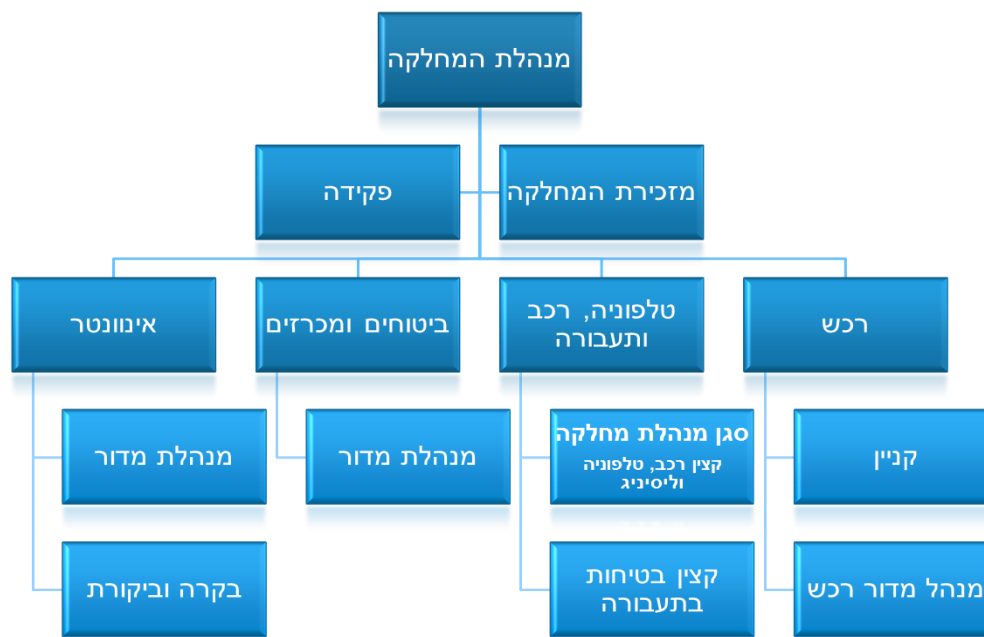 מנהלת המחלקה
מזכירת המחלקה
פקידה
רכש
טלפוניה, רכב
ותעבורה
ביטוחים ומכרזים
אינוונטר
קניין
סגן מנהלת מחלקה
קצין רכב, טלפוניה
וליסיניג
מנהלת מדור
מנהלת מדור
מנהל מדור רכש
קצין בטיחות
בתעבורה
בקרה וביקורת